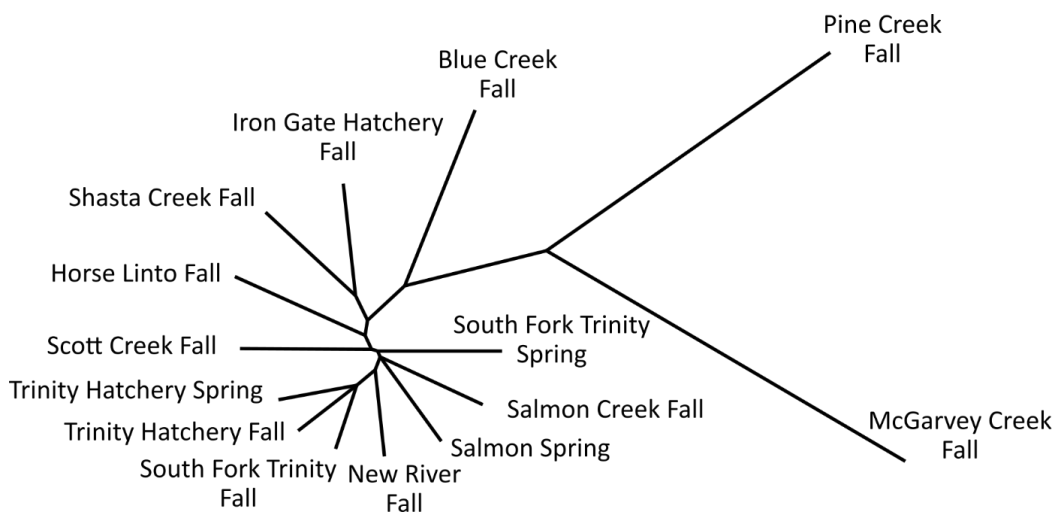 Pine Creek
Fall
Blue Creek
Fall
Iron Gate Hatchery
Fall
Shasta Creek Fall
Horse Linto Fall
South Fork Trinity
Spring
Scott Creek Fall
Trinity Hatchery Spring
Salmon Creek Fall
McGarvey Creek
Fall
Trinity Hatchery Fall
Salmon Spring
South Fork Trinity
Fall
New River
Fall